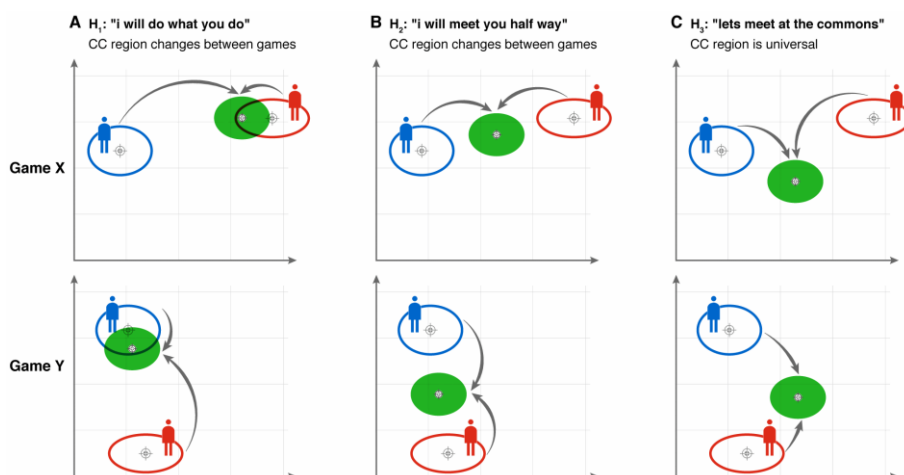 A H₁: "i will do what you do"
CC region changes between games
B H₂: "i will meet you half way"
CC region changes between games
C H₃: "lets meet at the commons"
CC region is universal
Game X
Game Y